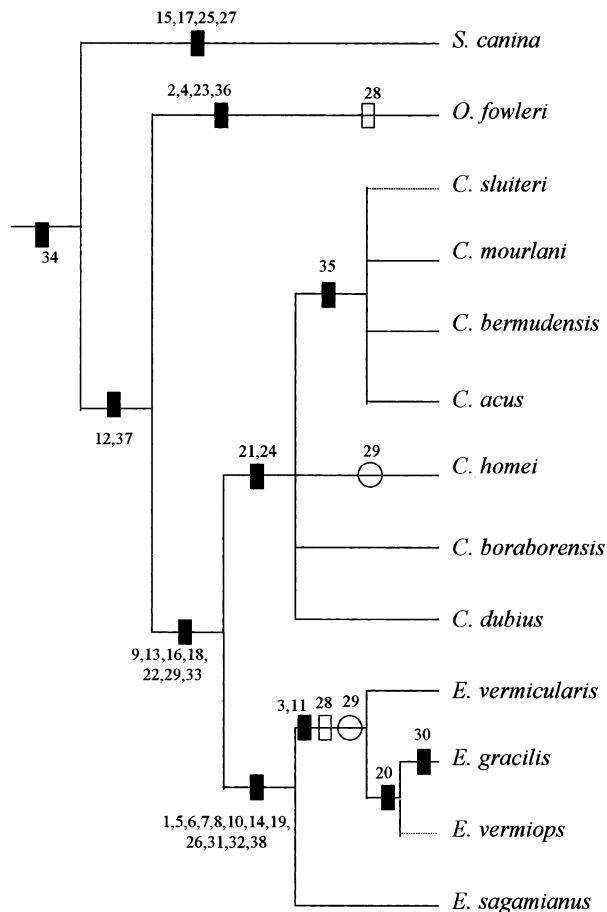 15,17,25,27
S. canina
2,4,23,36
28
O. fowleri
C. sluiteri
34
C. mourlani
35
C. bermudensis
C. acus
12,37
21,24
29
C. homei
C. boraborensis
C. dubius
9,13,16,18,
22,29,33
3,11
28
29
E. vermicularis
30
E. gracilis
20
1,5,6,7,8,10,14,19,
26,31,32,38
E. vermiops
E. sagamianus